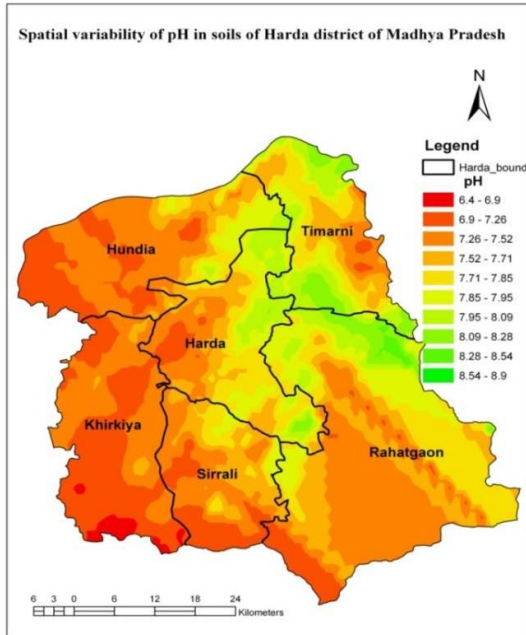 Spatial variability of pH in soils of Harda district of Madhya Pradesh
N
Legend
Harda_bound
pH
6.4 - 6.9
6.9 - 7.26
7.26 - 7.52
7.52 - 7.71
7.71 - 7.85
7.85 - 7.95
7.95 - 8.09
8.09 - 8.28
8.28 - 8.54
8.54 - 8.9
Timarni
Hundia
Harda
Khirkiya
Sirrali
Rahatgaon
6 3 0 6 12 18 24
Kilometers